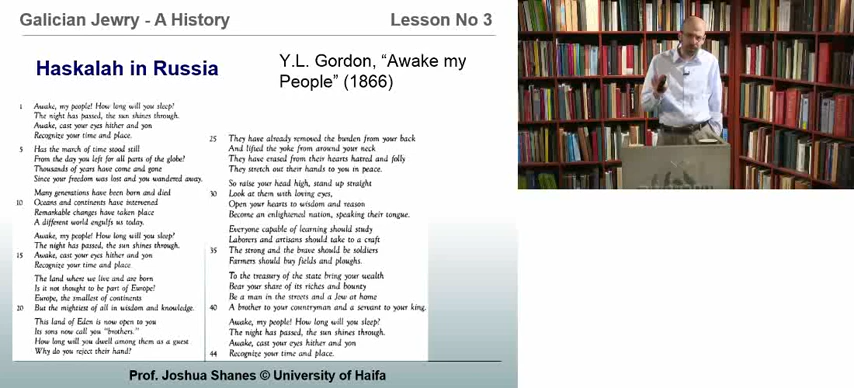 Galician Jewry - A History
Lesson No 3
Haskalah in Russia
Y.L. Gordon, “Awake my
People” (1866)
1 Awake, my people! How long will you sleep?
The night has passed, the sun shines through.
Awake, cast your eyes hither and yon
Recognize your time and place.
5 Has the march of time stood still
From the day you left for all parts of the globe?
Thousands of years have come and gone
Since your freedom was lost and you wandered away.
Many generations have been born and died
10 Oceans and continents have intervened
Remarkable changes have taken place
A different world engulfs us today.
Awake, my people! How long will you sleep?
The night has passed, the sun shines through.
15 Awake, cast your eyes hither and yon
Recognize your time and place.
The land where we live and are born
Is it not thought to be part of Europe?
Europe, the smallest of continents
20 But the mightiest of all in wisdom and knowledge.
This land of Eden is now open to you
Its sons now call you "brothers."
How long will you dwell among them as a guest
Why do you reject their hand?
25 They have already removed the burden from your back
And lifted the yoke from around your neck
They have erased from their hearts hatred and folly
They stretch out their hands to you in peace.
So raise your head high, stand up straight
30 Look at them with loving eyes,
Open your hearts to wisdom and reason
Become an enlightened nation, speaking their tongue.
Everyone capable of learning should study
Laborers and artisans should take to a craft
35 The strong and the brave should be soldiers
Farmers should buy fields and ploughs.
To the treasury of the state bring your wealth
Bear your share of its riches and bounty
Be a man in the streets and a Jew at home
40 A brother to your countryman and a servant to your king.
Awake, my people! How long will you sleep?
The night has passed, the sun shines through.
Awake, cast your eyes hither and yon
44 Recognize your time and place.
Prof. Joshua Shanes © University of Haifa